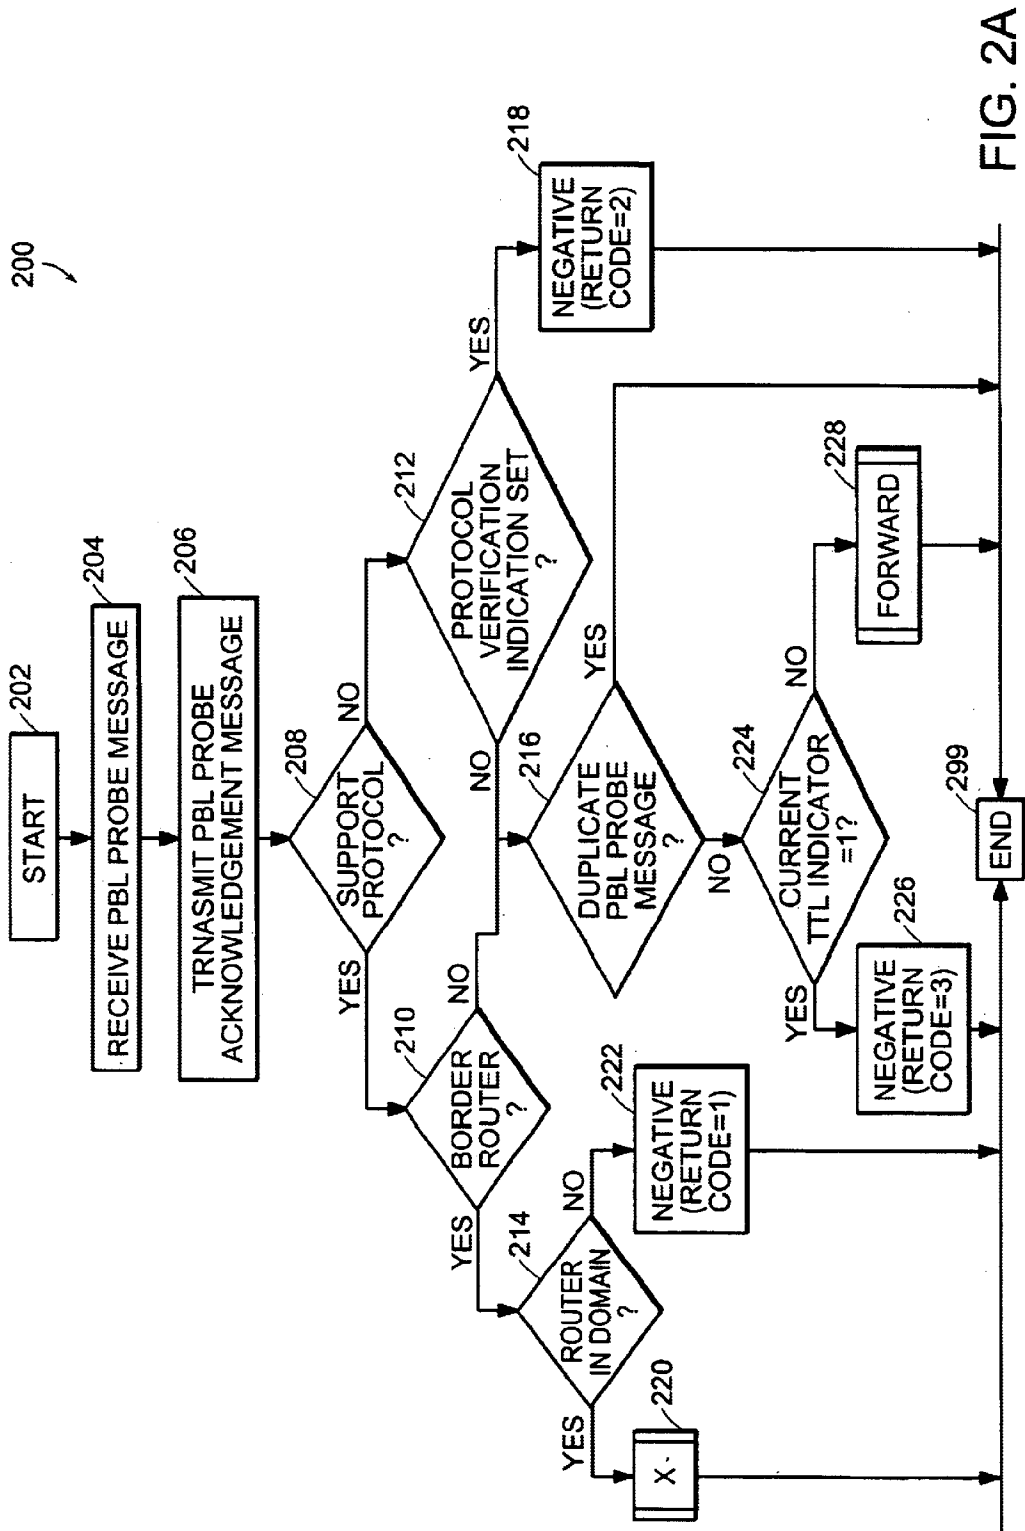 200
START
202
RECEIVE PBL PROBE MESSAGE
204
TRNASMIT PBL PROBE
ACKNOWLEDGEMENT MESSAGE
206
SUPPORT
PROTOCOL
?
208
YES
NO
BORDER
ROUTER
?
210
YES
NO
PROTOCOL
VERIFICATION
INDICATION SET
?
212
NO
YES
ROUTER
IN DOMAIN
?
214
YES
NO
DUPLICATE
PBL PROBE
MESSAGE
?
216
YES
NO
NEGATIVE
(RETURN
CODE=2)
218
X
220
NEGATIVE
(RETURN
CODE=1)
222
CURRENT
TTL INDICATOR
=1?
224
YES
NO
NEGATIVE
(RETURN
CODE=3)
226
FORWARD
228
END
299
FIG. 2A